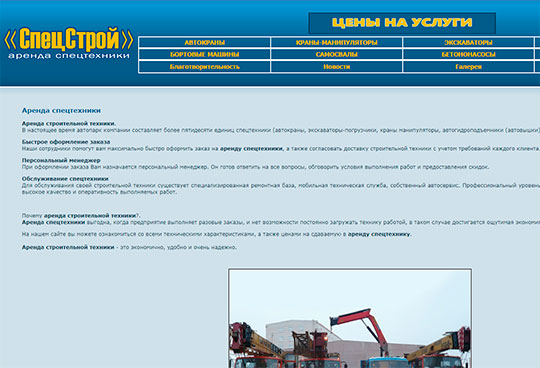 «СпецСтрой»
аренда спецтехники
ЦЕНЫ НА УСЛУГИ
АВТОКРАНЫ КРАНЫ-МАНИПУЛЯТОРЫ ЭКСКАВАТОРЫ
БОРТОВЫЕ МАШИНЫ САМОСВАЛЫ БЕТОНОНАСОСЫ
Благотворительность Новости Галерея
Аренда спецтехники
Аренда строительной техники.
В настоящее время автопарк компании составляет более пятидесяти единиц спецтехники (автокраны, экскаваторы-погрузчики, краны манипуляторы, автогидроподъемники (автовышки)
Быстрое оформление заказа
Наши сотрудники помогут вам максимально быстро оформить заказ на аренду спецтехники, а также согласовать доставку строительной техники с учетом требований каждого клиента.
Персональный менеджер
При оформлении заказа Вам назначается персональный менеджер. Он готов ответить на все вопросы, обговорить условия выполнения работ и предоставления скидок.
Обслуживание спецтехники
Для обслуживания своей строительной техники существует специализированная ремонтная база, мобильная техническая служба, собственный автосервис. Профессиональный уровень
высокое качество и оперативность выполняемых работ.
Почему аренда строительной техники?.
Аренда спецтехники выгодна, когда предприятие выполняет разовые заказы, и нет возможности постоянно загружать технику работой, в таком случае достигается ощутимая экономи
На нашем сайте вы можете ознакомиться со всеми техническими характеристиками, а также ценами на сдаваемую в аренду спецтехнику.
Аренда строительной техники - это экономично, удобно и очень надежно.